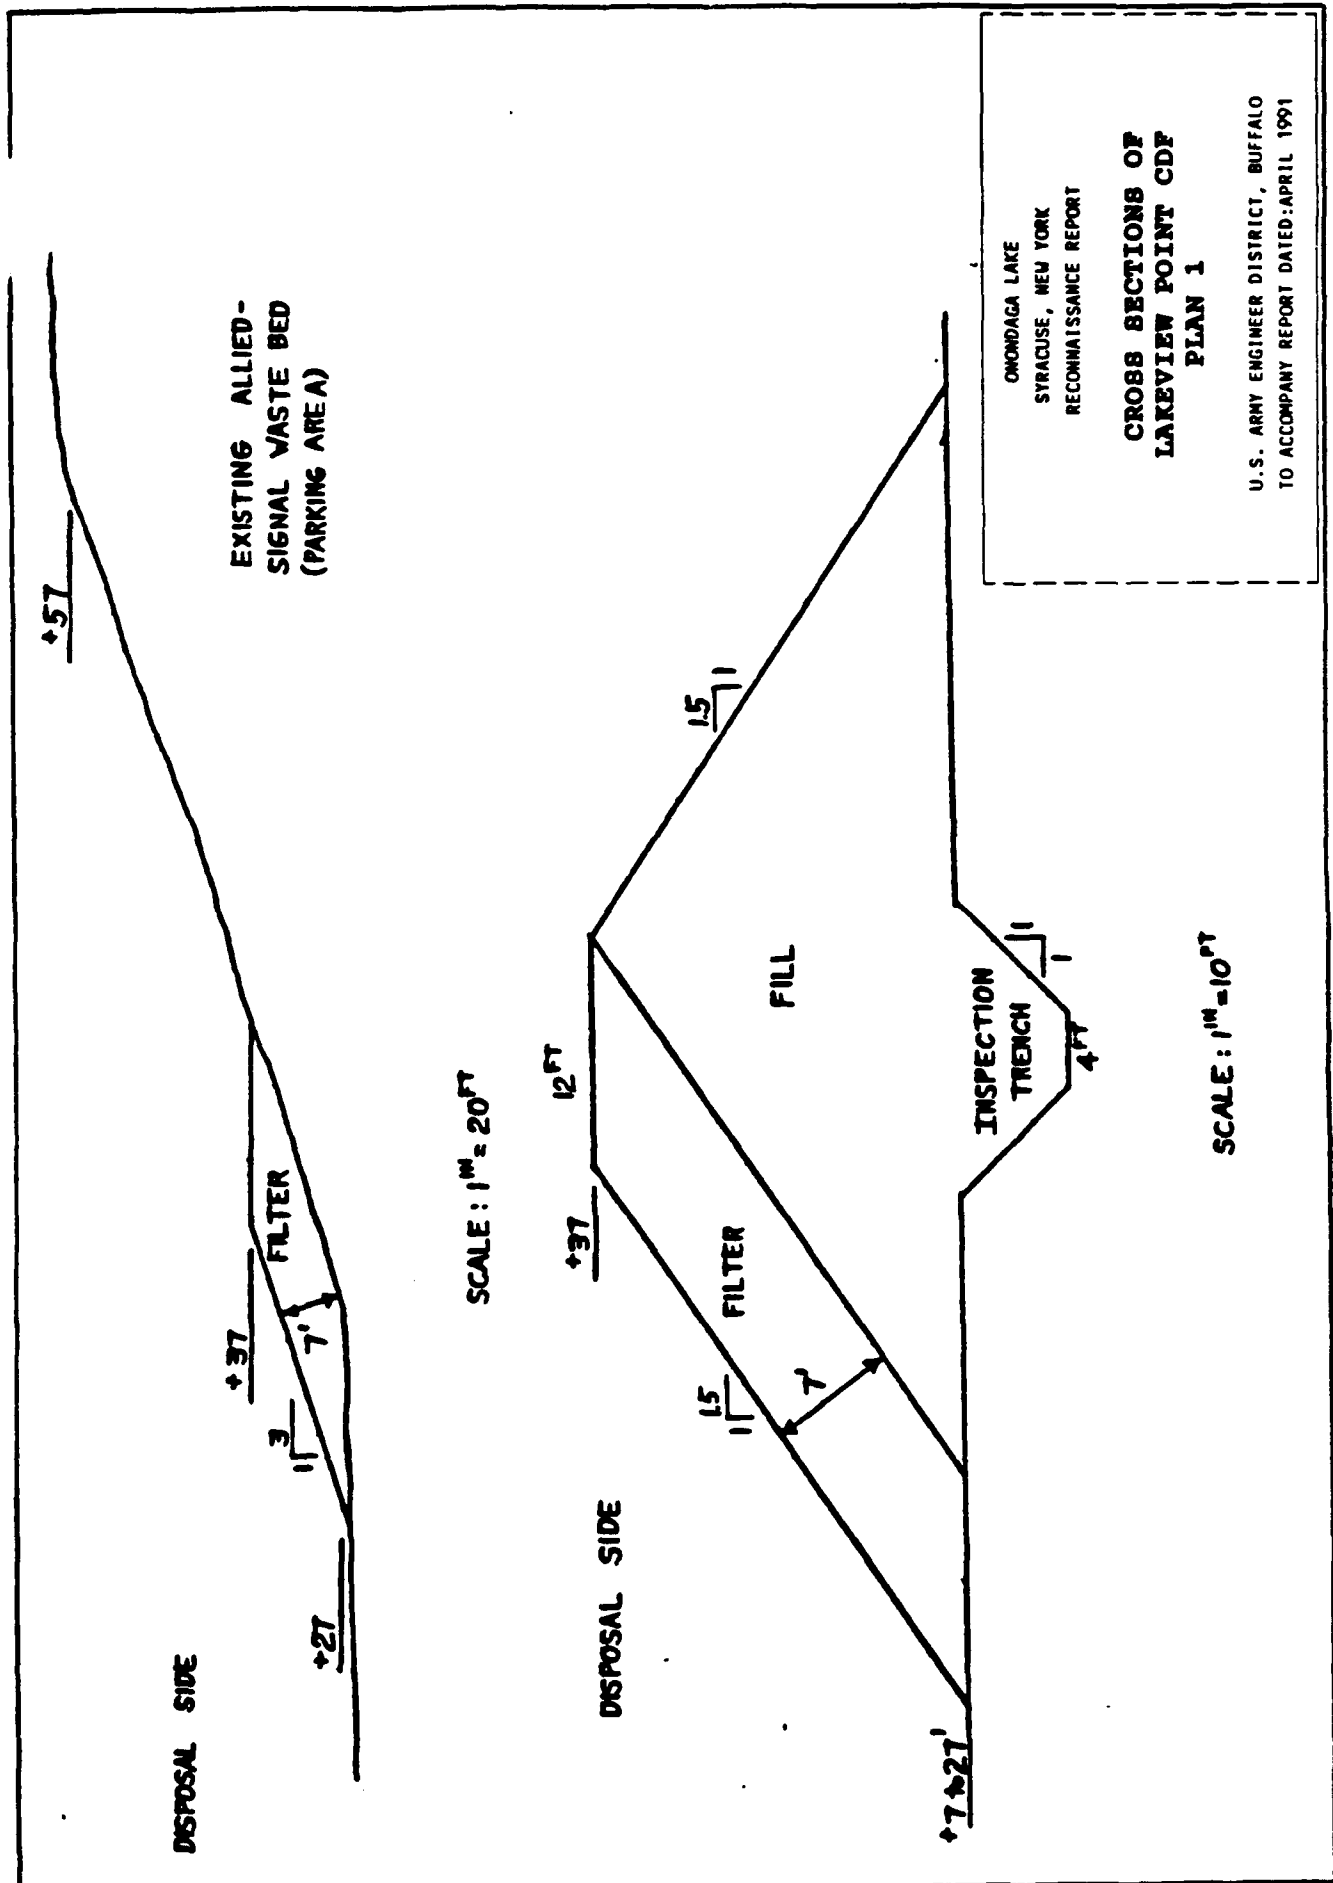 DISPOSAL SIDE
+27
1
3
+37
7'
FILTER
+57
EXISTING ALLIED-
SIGNAL WASTE BED
(PARKING AREA)
SCALE: 1IN = 20FT
DISPOSAL SIDE
+7 to 27'
1
1.5
7'
FILTER
+37
12FT
FILL
1.5
1
INSPECTION
TRENCH
4FT
1
1
SCALE: 1IN = 10FT
ONONDAGA LAKE
SYRACUSE, NEW YORK
RECONNAISSANCE REPORT
CROSS SECTIONS OF
LAKEVIEW POINT CDF
PLAN 1
U.S. ARMY ENGINEER DISTRICT, BUFFALO
TO ACCOMPANY REPORT DATED:APRIL 1991